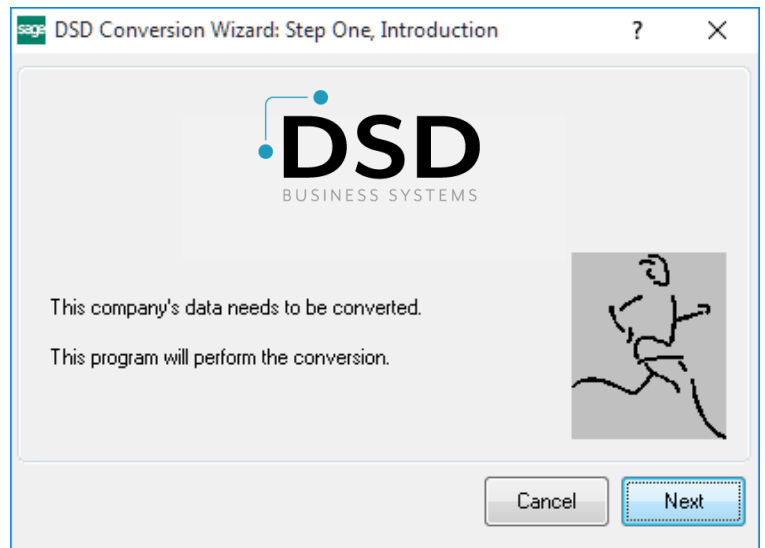 sage DSD Conversion Wizard: Step One, Introduction ? X
DSD
BUSINESS SYSTEMS
This company's data needs to be converted.
This program will perform the conversion.
Cancel Next